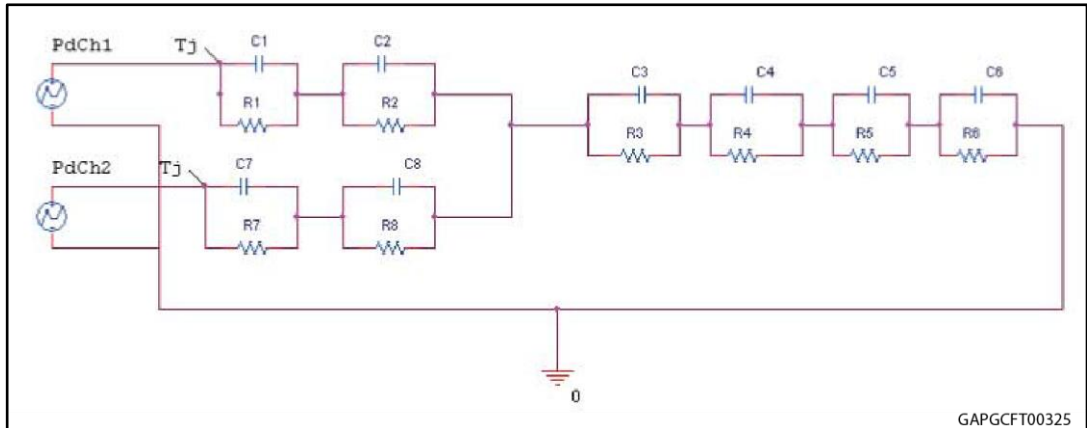 PdCh1
Tj
C1
C2
R1
R2
C3
C4
C5
C6
R3
R4
R5
R6
PdCh2
Tj
C7
C8
R7
R8
0
GAPGCFT00325